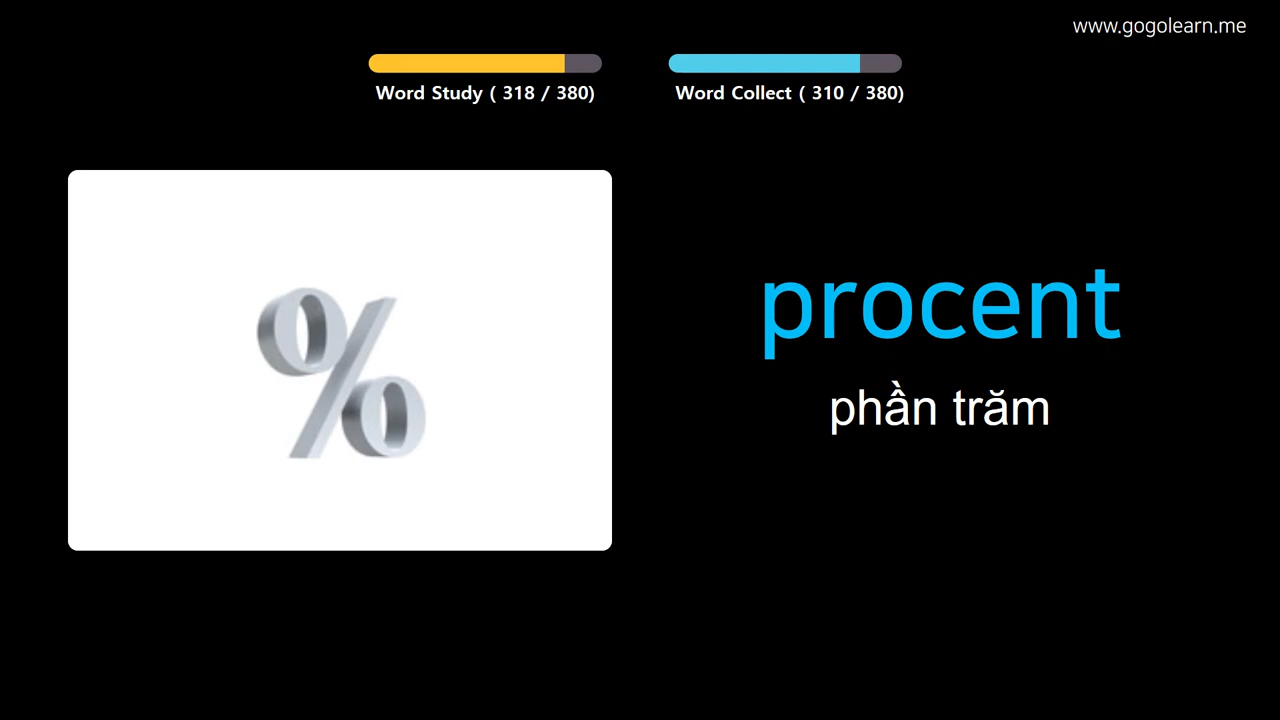 www.gogolearn.me
Word Study ( 318 / 380)
Word Collect ( 310 / 380)
%
procent
phần trăm